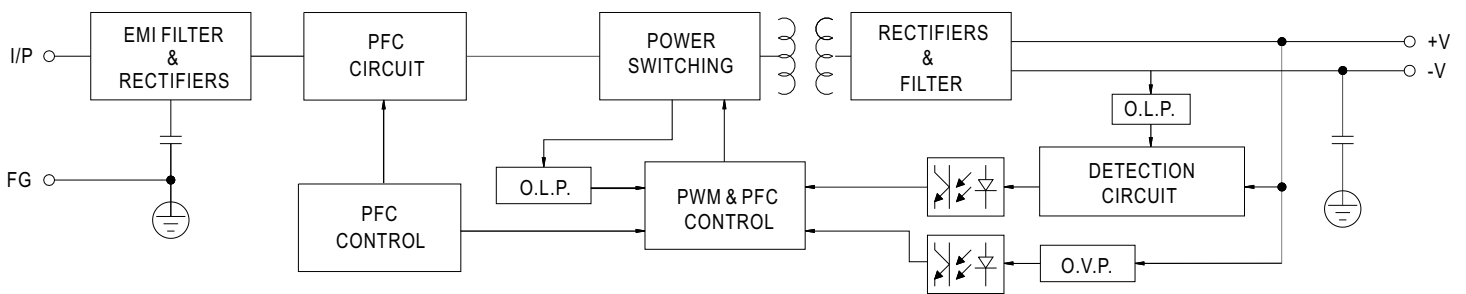 I/P
EMI FILTER
&
RECTIFIERS
PFC
CIRCUIT
POWER
SWITCHING
RECTIFIERS
&
FILTER
+V
-V
O.L.P.
FG
O.L.P.
PFC
CONTROL
PWM & PFC
CONTROL
DETECTION
CIRCUIT
O.V.P.